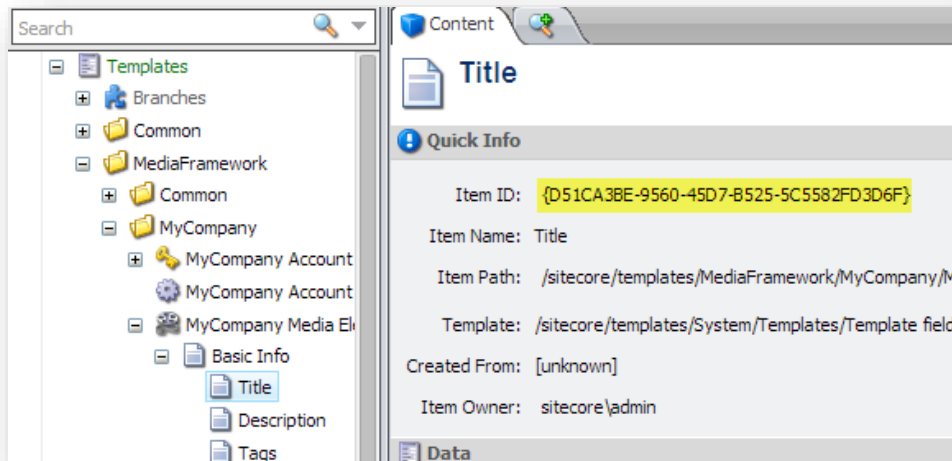 Search
Templates
Branches
Common
MediaFramework
Common
MyCompany
MyCompany Account
MyCompany Account
MyCompany Media El
Basic Info
Title
Description
Tags
Content
Title
Quick Info
Item ID: {D51CA3BE-9560-45D7-B525-5C5582FD3D6F}
Item Name: Title
Item Path: /sitecore/templates/MediaFramework/MyCompany/M
Template: /sitecore/templates/System/Templates/Template field
Created From: [unknown]
Item Owner: sitecore\admin
Data